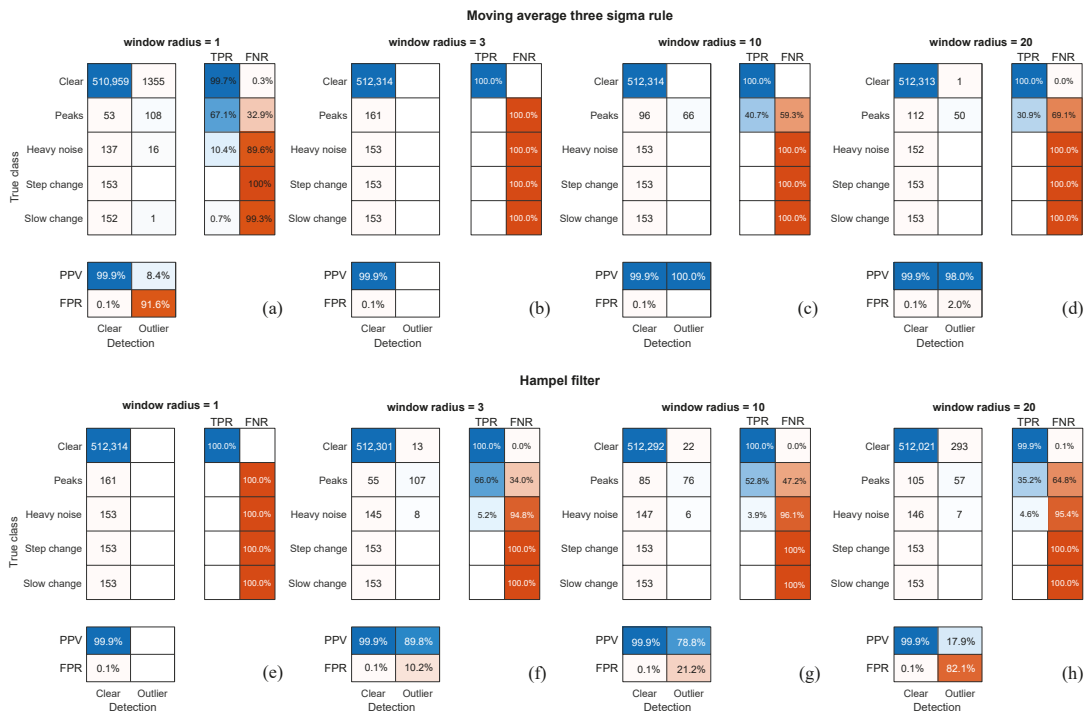 Moving average three sigma rule
window radius = 1 window radius = 3 window radius = 10 window radius = 20
TPR FNR TPR FNR TPR FNR TPR FNR
Clear 510,959 1355 99.7% 0.3% Clear 512,314 100.0% Clear 512,314 100.0% Clear 512,313 1 100.0% 0.0%
Peaks 53 108 67.1% 32.9% Peaks 161 100.0% Peaks 96 66 40.7% 59.3% Peaks 112 50 30.9% 69.1%
Heavy noise 137 16 10.4% 89.6% Heavy noise 153 100.0% Heavy noise 153 100.0% Heavy noise 152 100.0%
Step change 153 100% Step change 153 100.0% Step change 153 100.0% Step change 153 100.0%
Slow change 152 1 0.7% 99.3% Slow change 153 100.0% Slow change 153 100.0% Slow change 153 100.0%
True class
PPV 99.9% 8.4% PPV 99.9% PPV 99.9% 100.0% PPV 99.9% 98.0%
FPR 0.1% 91.6% (a) FPR 0.1% (b) FPR 0.1% (c) FPR 0.1% 2.0% (d)
Clear Outlier Clear Outlier Clear Outlier Clear Outlier
Detection Detection Detection Detection
Hampel filter
window radius = 1 window radius = 3 window radius = 10 window radius = 20
TPR FNR TPR FNR TPR FNR TPR FNR
Clear 512,314 100.0% Clear 512,301 13 100.0% 0.0% Clear 512,292 22 100.0% 0.0% Clear 512,021 293 99.9% 0.1%
Peaks 161 100.0% Peaks 55 107 66.0% 34.0% Peaks 85 76 52.8% 47.2% Peaks 105 57 35.2% 64.8%
Heavy noise 153 100.0% Heavy noise 145 8 5.2% 94.8% Heavy noise 147 6 3.9% 96.1% Heavy noise 146 7 4.6% 95.4%
Step change 153 100.0% Step change 153 100.0% Step change 153 100% Step change 153 100.0%
Slow change 153 100.0% Slow change 153 100.0% Slow change 153 100% Slow change 153 100.0%
True class
PPV 99.9% PPV 99.9% 89.8% PPV 99.9% 78.8% PPV 99.9% 17.9%
FPR 0.1% (e) FPR 0.1% 10.2% (f) FPR 0.1% 21.2% (g) FPR 0.1% 82.1% (h)
Clear Outlier Clear Outlier Clear Outlier Clear Outlier
Detection Detection Detection Detection